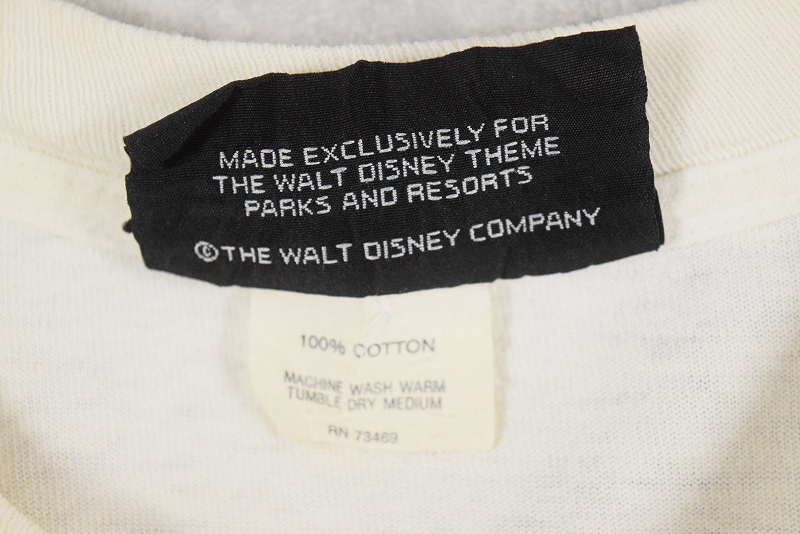 MADE EXCLUSIVELY FOR
THE WALT DISNEY THEME
PARKS AND RESORTS
©THE WALT DISNEY COMPANY
100% COTTON
MACHINE WASH WARM
TUMBLE DRY MEDIUM
RN 73469